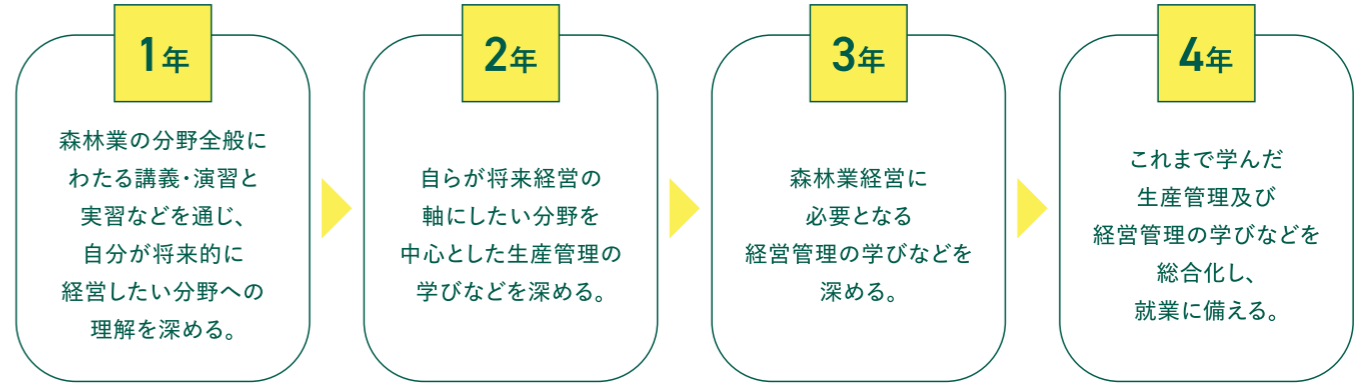 1年
森林業の分野全般に
わたる講義・演習と
実習などを通じ、
自分が将来的に
経営したい分野への
理解を深める。
2年
自らが将来経営の
軸にしたい分野を
中心とした生産管理の
学びなどを深める。
3年
森林業経営に
必要となる
経営管理の学びなどを
深める。
4年
これまで学んだ
生産管理及び
経営管理の学びなどを
総合化し、
就業に備える。